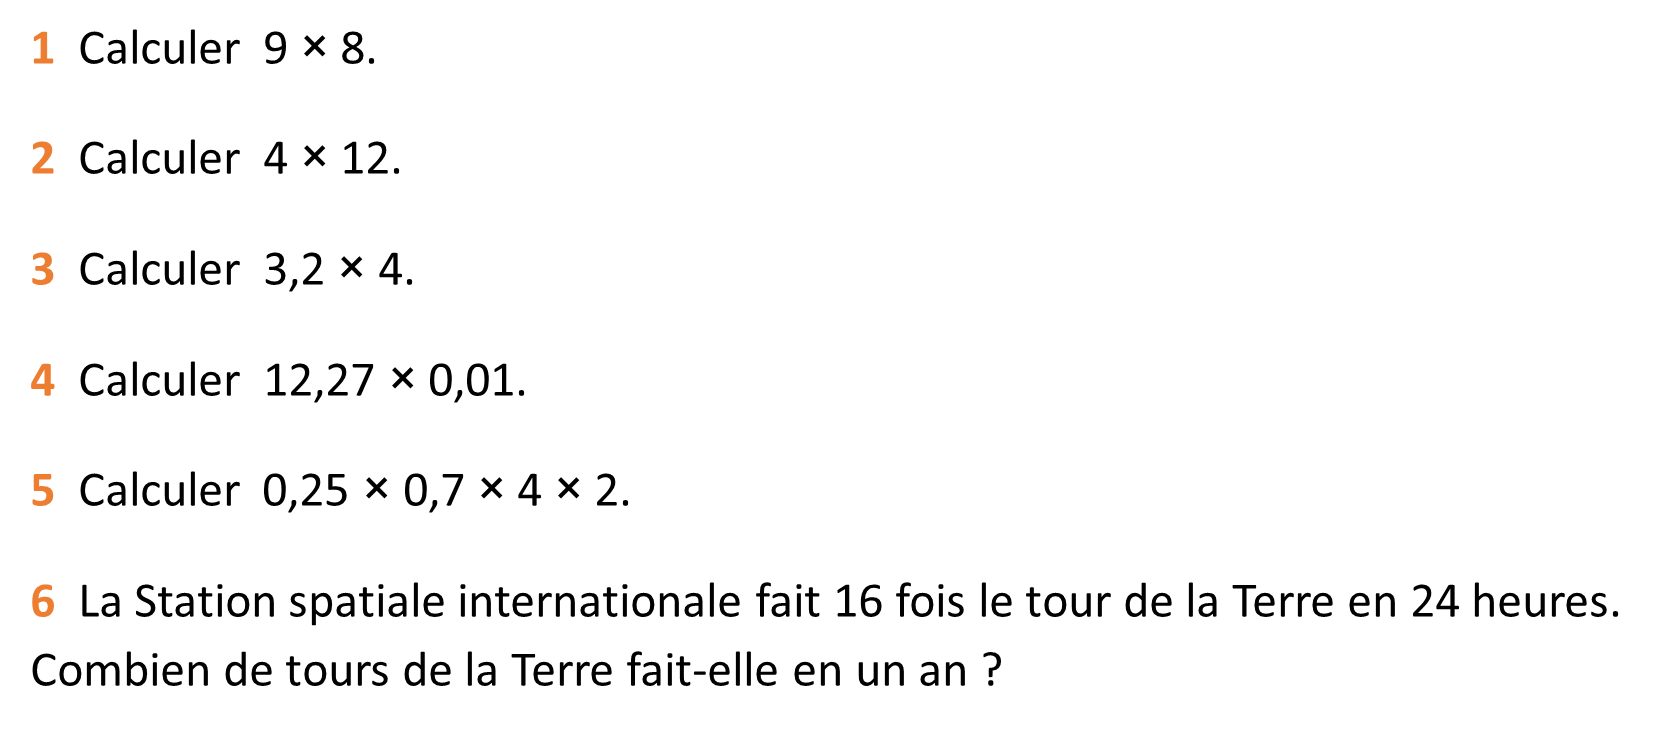 1 Calculer 9 × 8.
2 Calculer 4 × 12.
3 Calculer 3,2 × 4.
4 Calculer 12,27 × 0,01.
5 Calculer 0,25 × 0,7 × 4 × 2.
6 La Station spatiale internationale fait 16 fois le tour de la Terre en 24 heures.
Combien de tours de la Terre fait-elle en un an ?